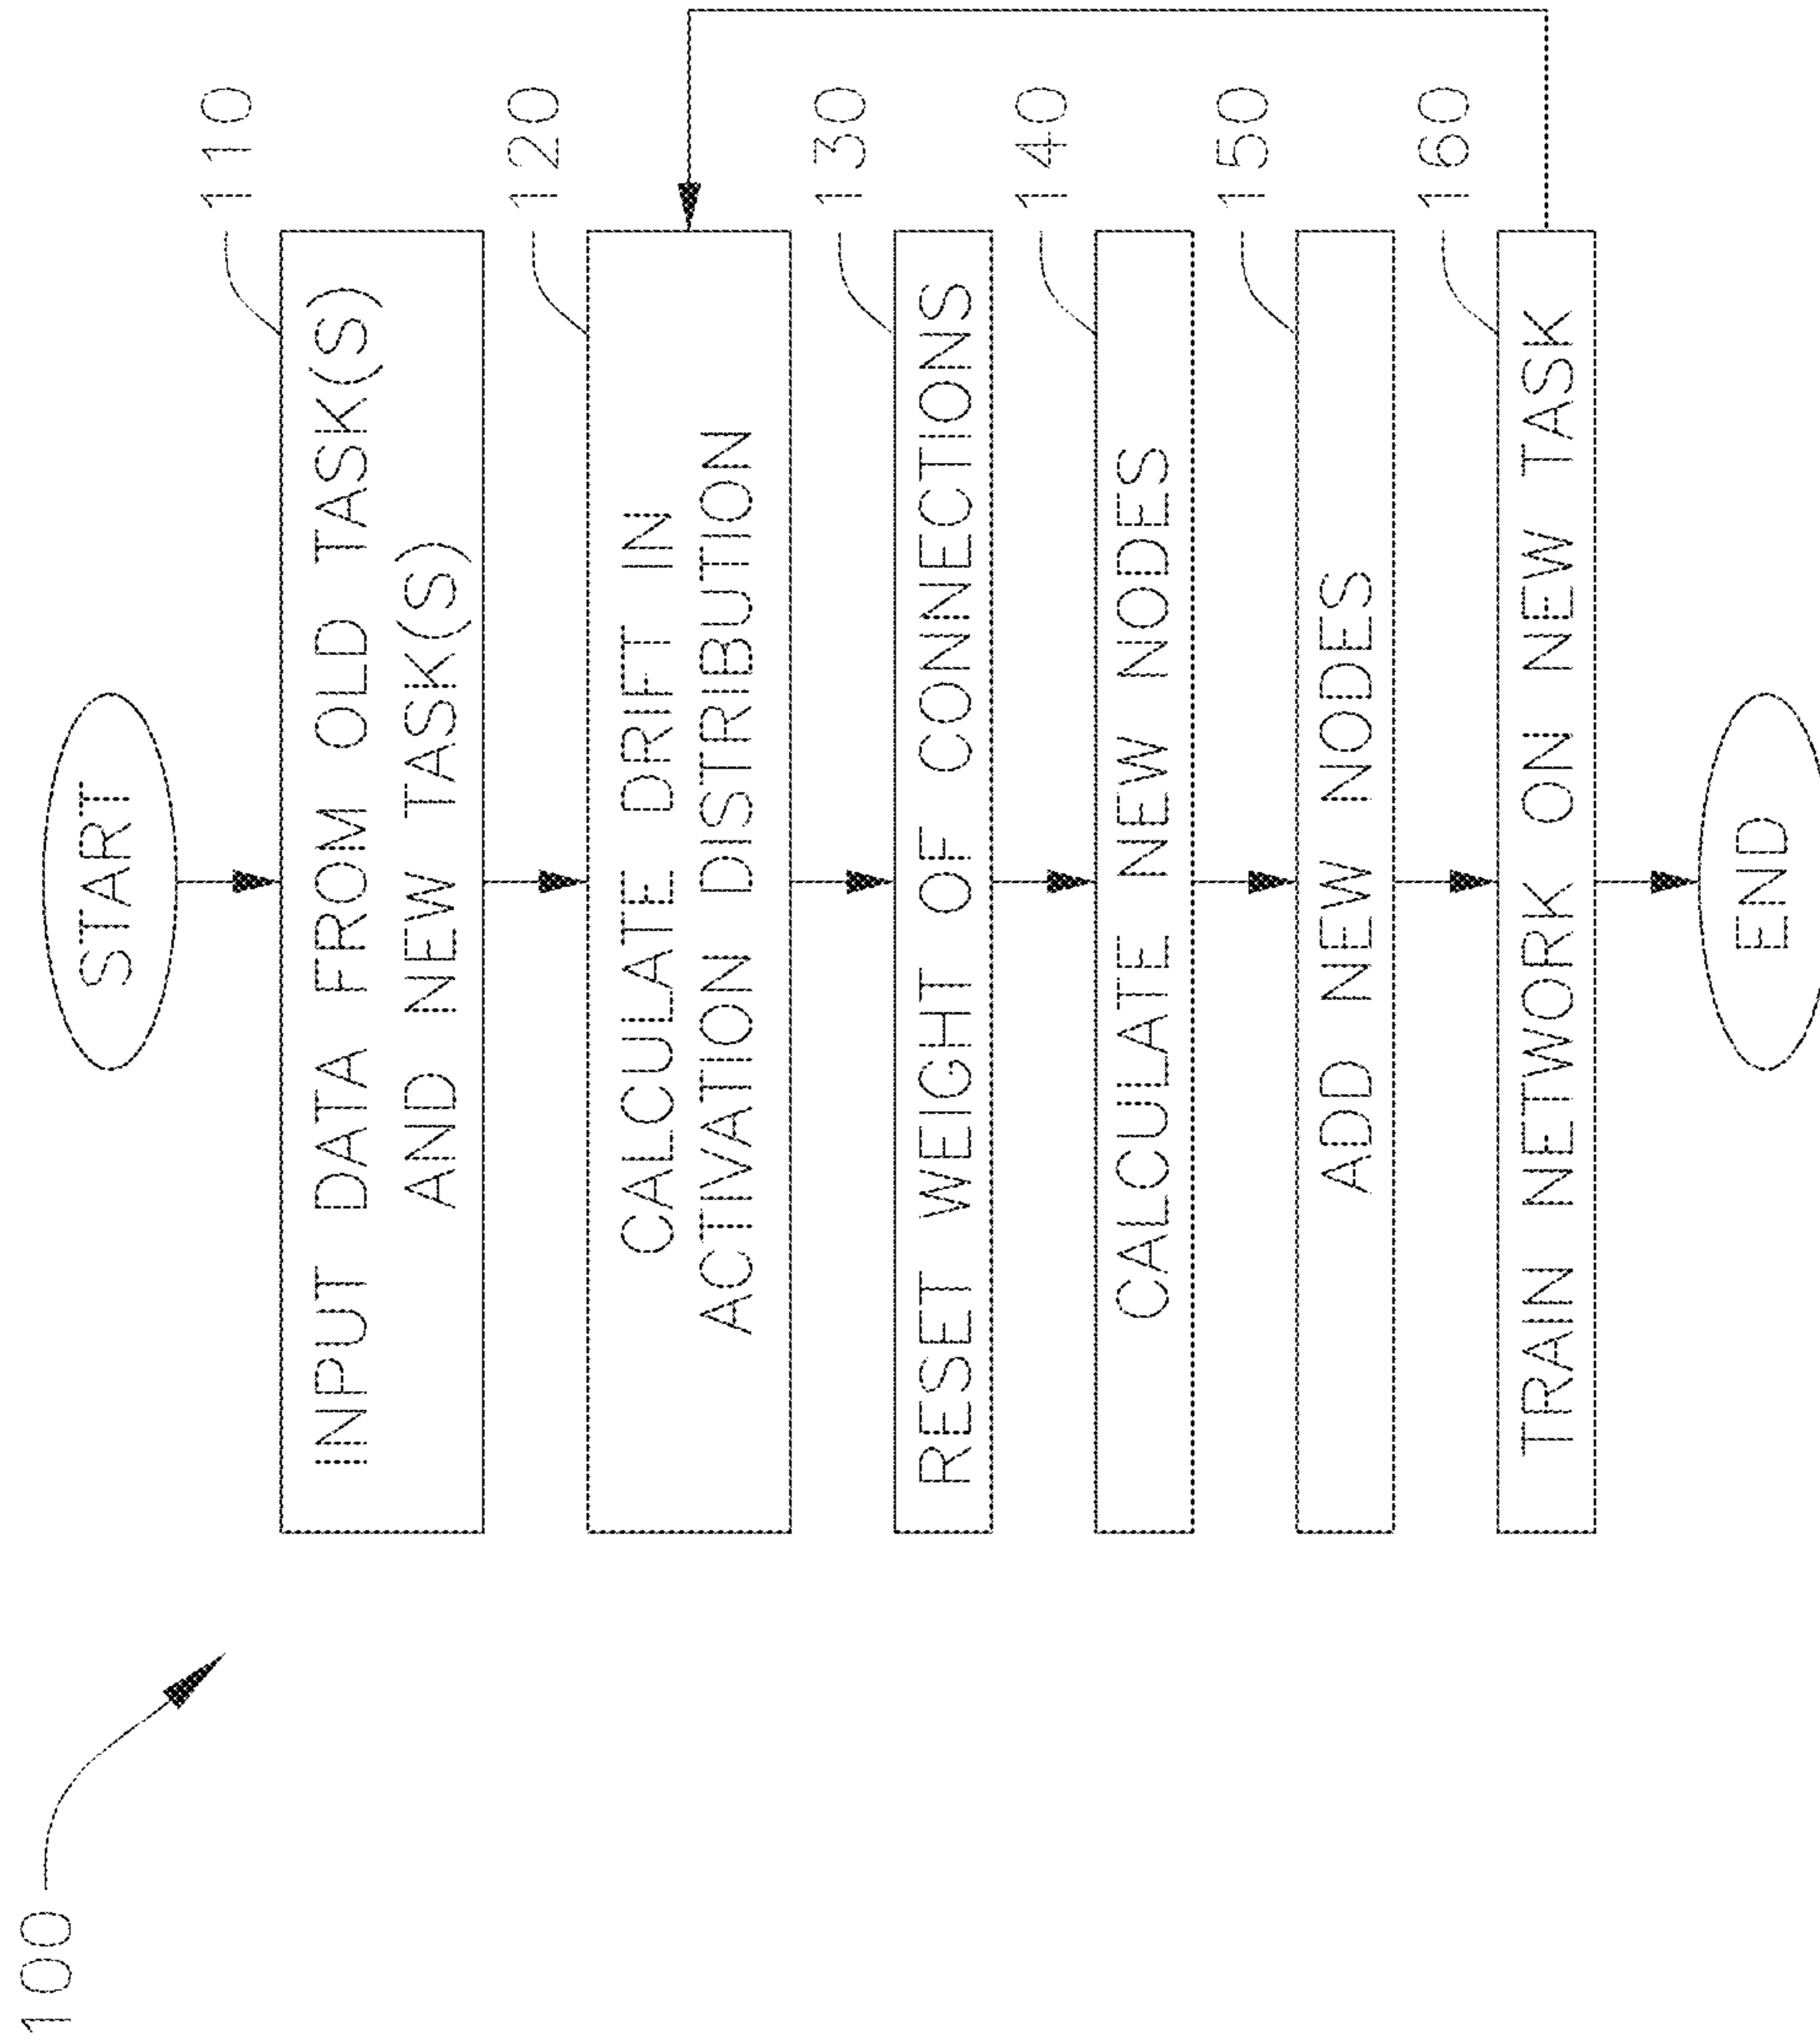 100
START
110
INPUT DATA FROM OLD TASK(S)
AND NEW TASK(S)
120
CALCULATE DRIFT IN
ACTIVATION DISTRIBUTION
130
RESET WEIGHT OF CONNECTIONS
140
CALCULATE NEW NODES
150
ADD NEW NODES
160
TRAIN NETWORK ON NEW TASK
END